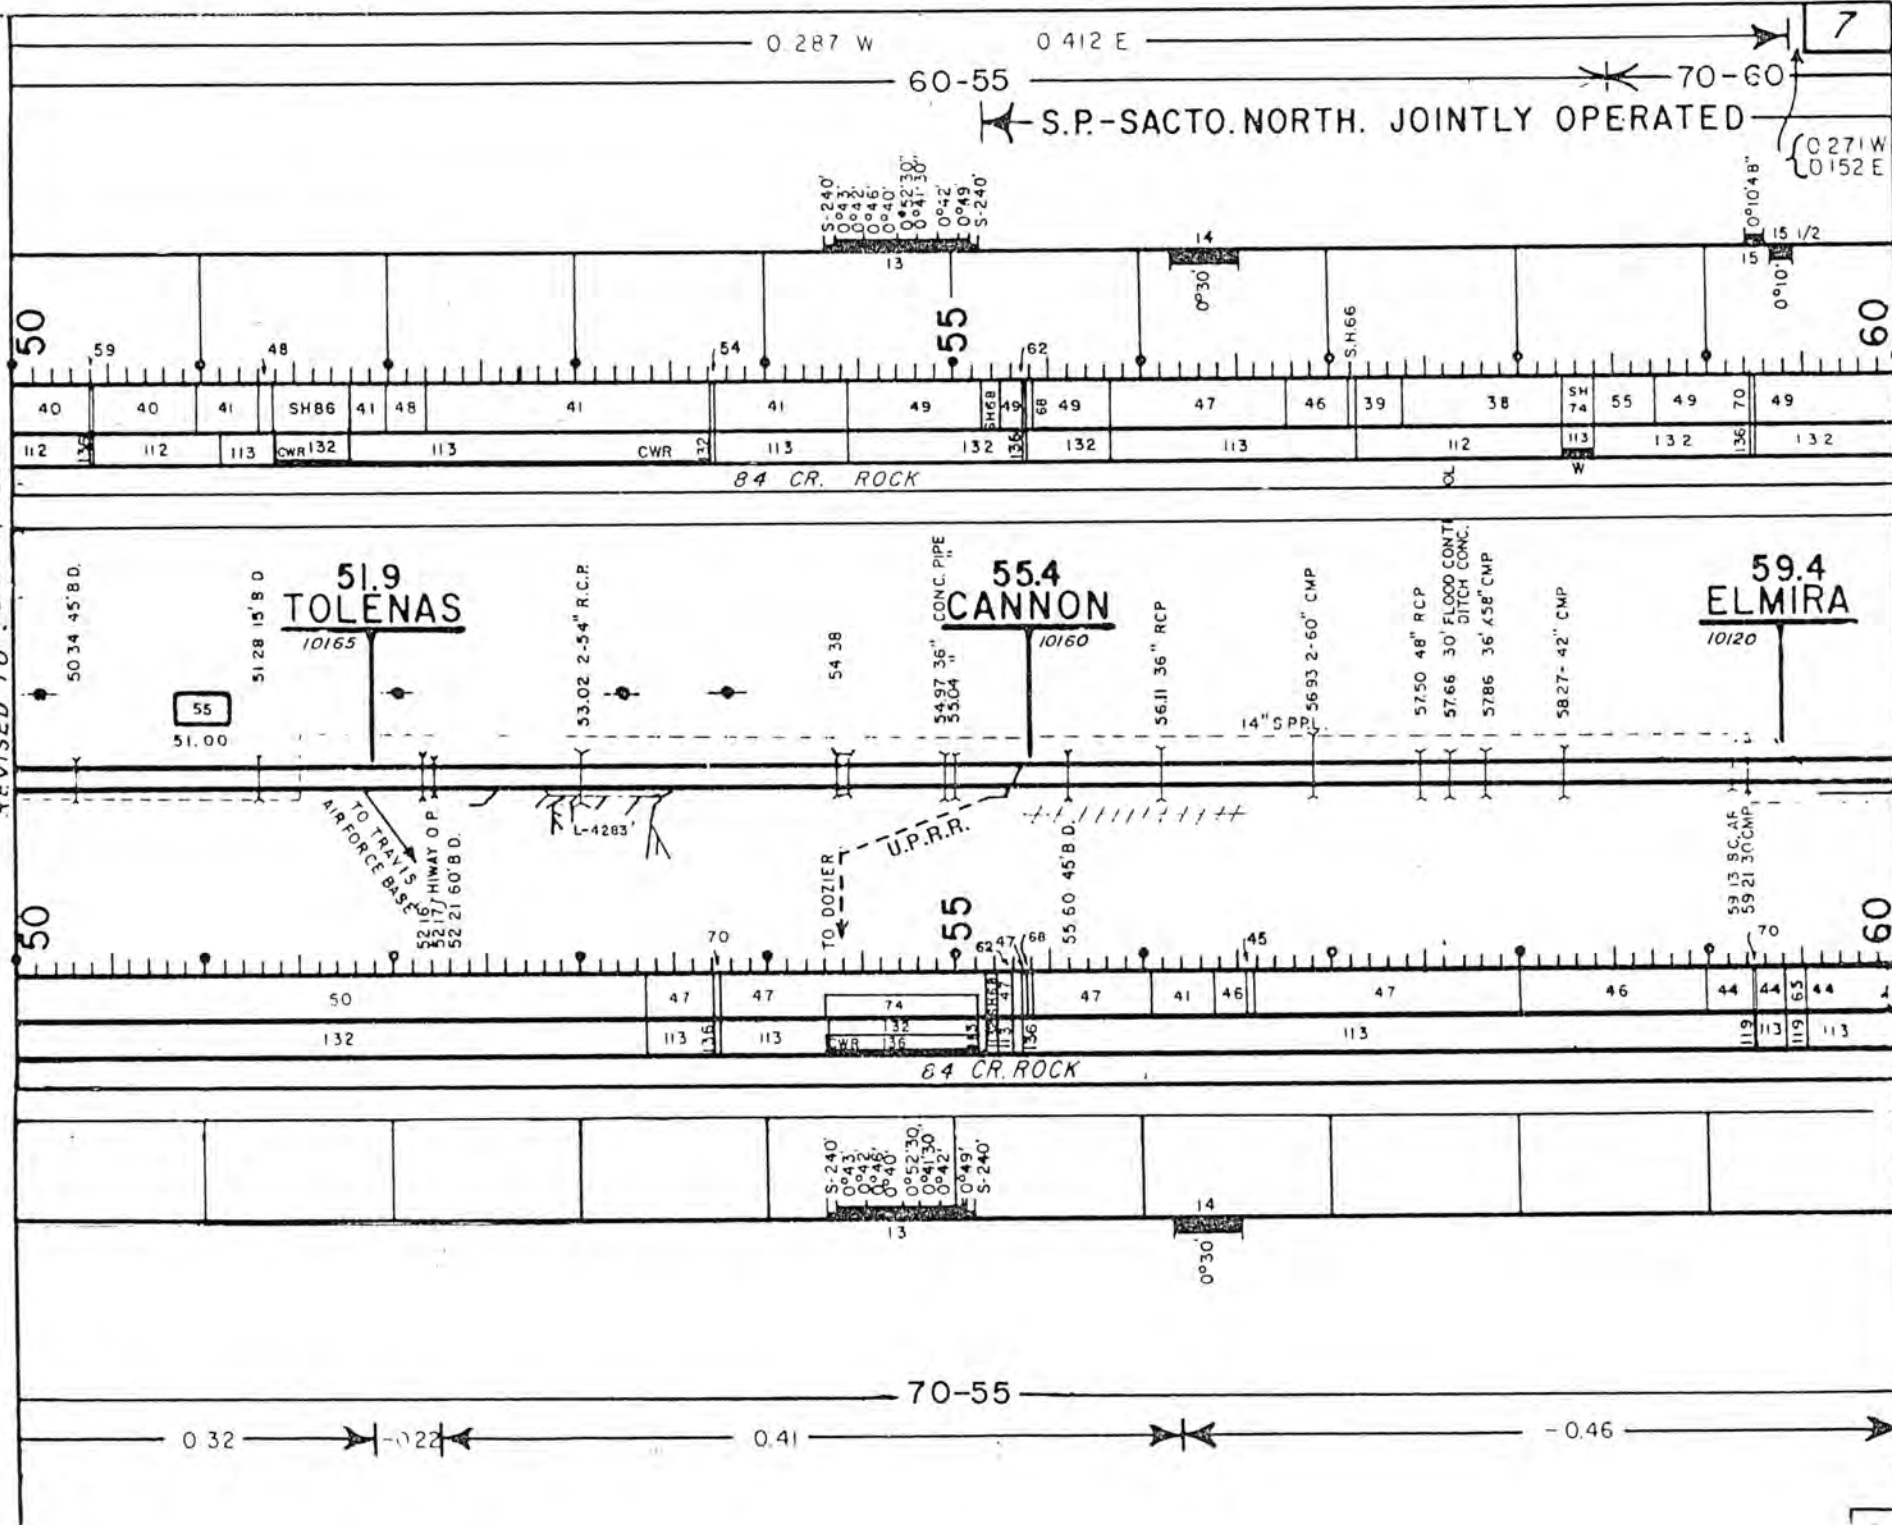 7
0.287 W 0.412 E
60-55 70-60
S.P.-SACTO. NORTH. JOINTLY OPERATED
0.271 W
0.152 E
S-240'
0°43'
0°42'
0°46'
0°40'
0°52'30"
0°41'30"
0°42'
0°49'
S-240'
13
14
0°30'
0°10'48"
15 1/2
15
0°10'
50 55 60
59 48 54 62 S.H.66
40 40 41 SH86 41 48 41 41 49 SH68 49 68 49 47 46 39 38 SH 74 55 49 70 49
112 136 112 113 CWR 132 113 CWR 132 113 132 136 132 113 112 113 132 136 132
W
84 CR. ROCK
OL
50 34 45' B D.
51 28 15' B D
51.9
TOLENAS
10165
53.02 2-54" R.C.P.
54 38
54.97 36" CONC. PIPE
55.04 " "
55.4
CANNON
10160
56.11 36" RCP
56 93 2-60" CMP
57.50 48" RCP
57.66 30' FLOOD CONT
DITCH CONC.
57 86 36' X 58" CMP
58.27- 42" CMP
59.4
ELMIRA
10120
55
51.00
14" S P P.L.
TO TRAVIS
AIR FORCE BASE
52.16
52.17 HIWAY O.P.
52 21 60' B D.
L-4283'
TO DOZIER
U.P.R.R.
55.60 45' B.D.
59 13 8 C. AR
59 21 30 CMP
50 55 60
70 62 47 68 45 70
50 47 47 74 SH68 47 47 41 46 47 46 44 44 63 44
132 113 136 113 132 133 113 136 113 119 113 119 113
CWR 136
84 CR. ROCK
S-240'
0°43'
0°42'
0°46'
0°40'
0°52'30"
0°41'30"
0°42'
0°49'
S-240'
13
14
0°30'
70-55
0.32 -0.22 0.41 -0.46